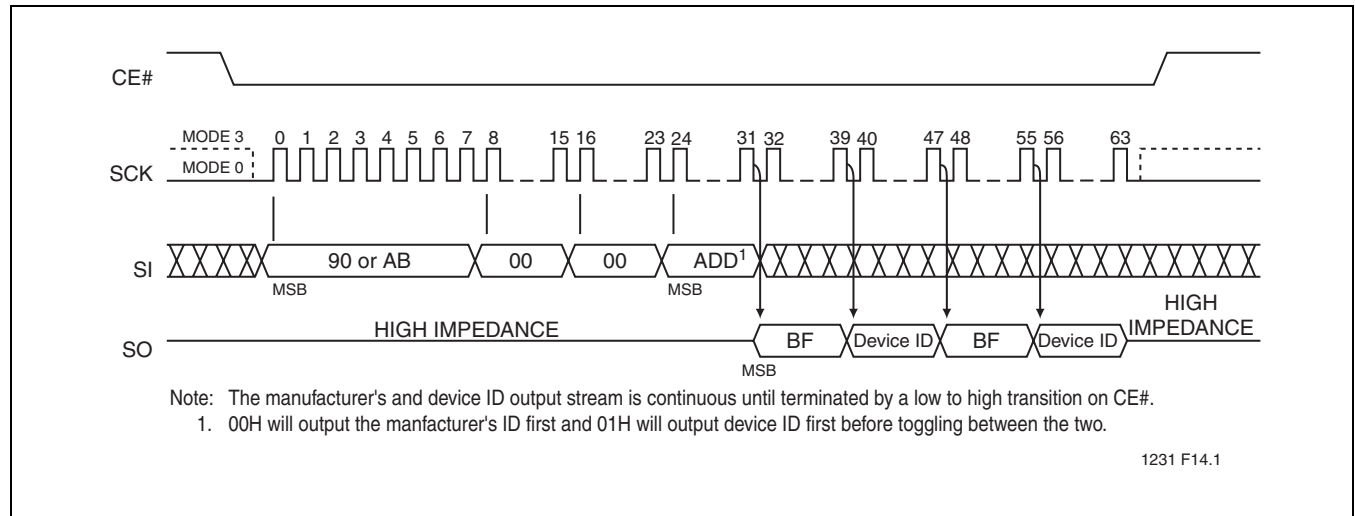 CE#
MODE 3
0 1 2 3 4 5 6 7 8 15 16 23 24 31 32 39 40 47 48 55 56 63
SCK
MODE 0
SI
90 or AB 00 00 ADD1
MSB MSB
HIGH IMPEDANCE
HIGH IMPEDANCE
SO
BF Device ID BF Device ID
MSB
Note: The manufacturer's and device ID output stream is continuous until terminated by a low to high transition on CE#.
1. 00H will output the manfacturer's ID first and 01H will output device ID first before toggling between the two.
1231 F14.1